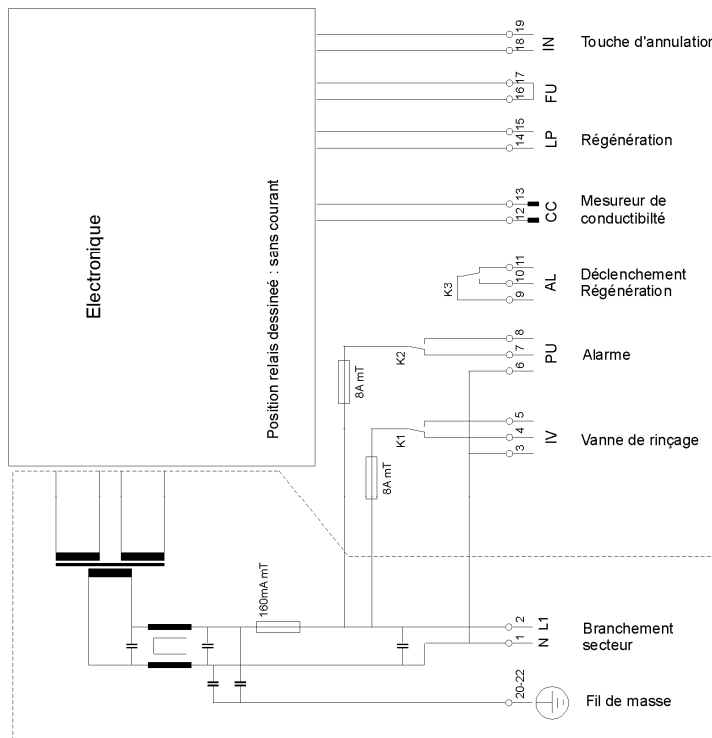 19
18
IN
Touche d'annulation
17
16
FU
15
14
LP
Régénération
13
12
CC
Mesureur de
conductibilté
11
10
9
AL
K3
Déclenchement
Régénération
8
7
6
PU
K2
8A mT
Alarme
5
4
3
IV
K1
8A mT
Vanne de rinçage
Electronique
Position relais dessineé : sans courant
160mA mT
2
L1
1
N
Branchement
secteur
20-22
Fil de masse